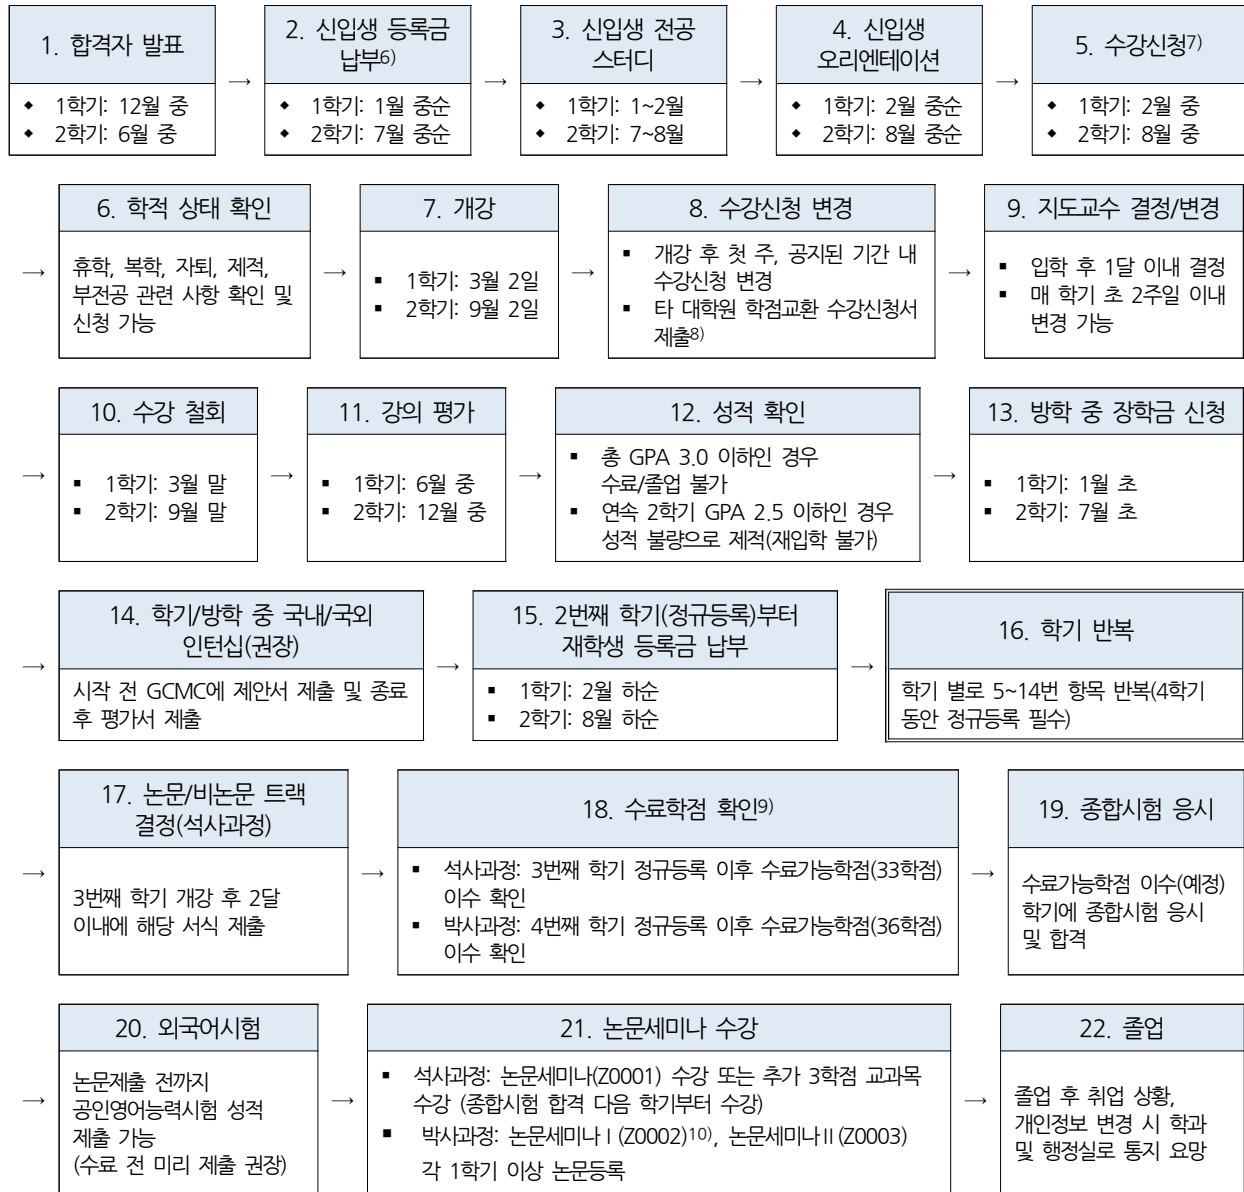 1. 합격자 발표
◆ 1학기: 12월 중
◆ 2학기: 6월 중
→
2. 신입생 등록금
납부6)
◆ 1학기: 1월 중순
◆ 2학기: 7월 중순
→
3. 신입생 전공
스터디
◆ 1학기: 1~2월
◆ 2학기: 7~8월
→
4. 신입생
오리엔테이션
◆ 1학기: 2월 중순
◆ 2학기: 8월 중순
→
5. 수강신청7)
◆ 1학기: 2월 중
◆ 2학기: 8월 중
→
6. 학적 상태 확인
휴학, 복학, 자퇴, 제적,
부전공 관련 사항 확인 및
신청 가능
→
7. 개강
▪ 1학기: 3월 2일
▪ 2학기: 9월 2일
→
8. 수강신청 변경
▪ 개강 후 첫 주, 공지된 기간 내
수강신청 변경
▪ 타 대학원 학점교환 수강신청서
제출8)
→
9. 지도교수 결정/변경
▪ 입학 후 1달 이내 결정
▪ 매 학기 초 2주일 이내
변경 가능
→
10. 수강 철회
▪ 1학기: 3월 말
▪ 2학기: 9월 말
→
11. 강의 평가
▪ 1학기: 6월 중
▪ 2학기: 12월 중
→
12. 성적 확인
▪ 총 GPA 3.0 이하인 경우
수료/졸업 불가
▪ 연속 2학기 GPA 2.5 이하인 경우
성적 불량으로 제적(재입학 불가)
→
13. 방학 중 장학금 신청
▪ 1학기: 1월 초
▪ 2학기: 7월 초
→
14. 학기/방학 중 국내/국외
인턴십(권장)
시작 전 GCMC에 제안서 제출 및 종료
후 평가서 제출
→
15. 2번째 학기(정규등록)부터
재학생 등록금 납부
▪ 1학기: 2월 하순
▪ 2학기: 8월 하순
→
16. 학기 반복
학기 별로 5~14번 항목 반복(4학기
동안 정규등록 필수)
→
17. 논문/비논문 트랙
결정(석사과정)
3번째 학기 개강 후 2달
이내에 해당 서식 제출
→
18. 수료학점 확인9)
▪ 석사과정: 3번째 학기 정규등록 이후 수료가능학점(33학점)
이수 확인
▪ 박사과정: 4번째 학기 정규등록 이후 수료가능학점(36학점)
이수 확인
→
19. 종합시험 응시
수료가능학점 이수(예정)
학기에 종합시험 응시
및 합격
→
20. 외국어시험
논문제출 전까지
공인영어능력시험 성적
제출 가능
(수료 전 미리 제출 권장)
→
21. 논문세미나 수강
▪ 석사과정: 논문세미나(Z0001) 수강 또는 추가 3학점 교과목
수강 (종합시험 합격 다음 학기부터 수강)
▪ 박사과정: 논문세미나Ⅰ(Z0002)10), 논문세미나Ⅱ(Z0003)
각 1학기 이상 논문등록
→
22. 졸업
졸업 후 취업 상황,
개인정보 변경 시 학과
및 행정실로 통지 요망